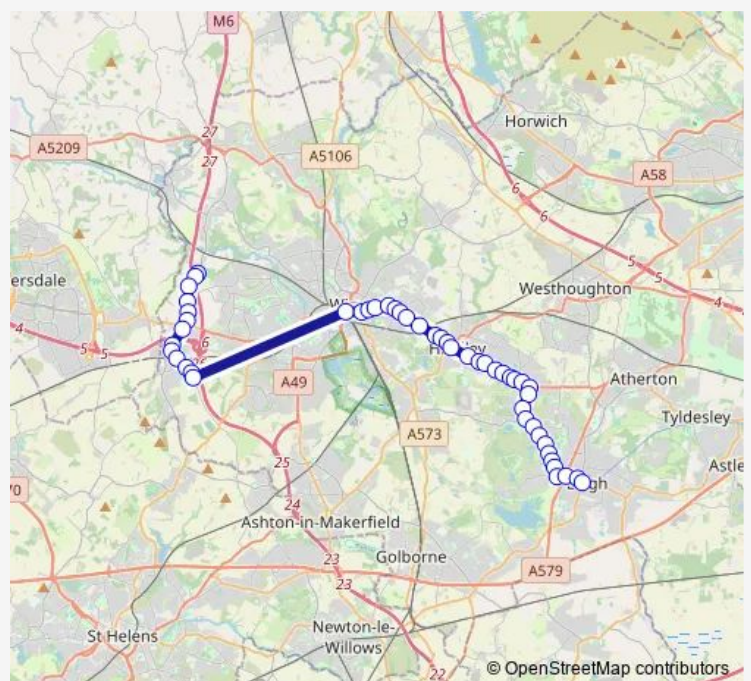 M6
Horwich
27
27
A5209
A5106
A58
6
6
ersdale
5
5
Westhoughton
4
4
5 5
6
Atherton
A49
Tyldesley
A573
25
Astle
70
24
Ashton-in-Makerfield
23
Golborne
23
A579
St Helens
Newton-le-
Willows
22
© OpenStreetMap contributors